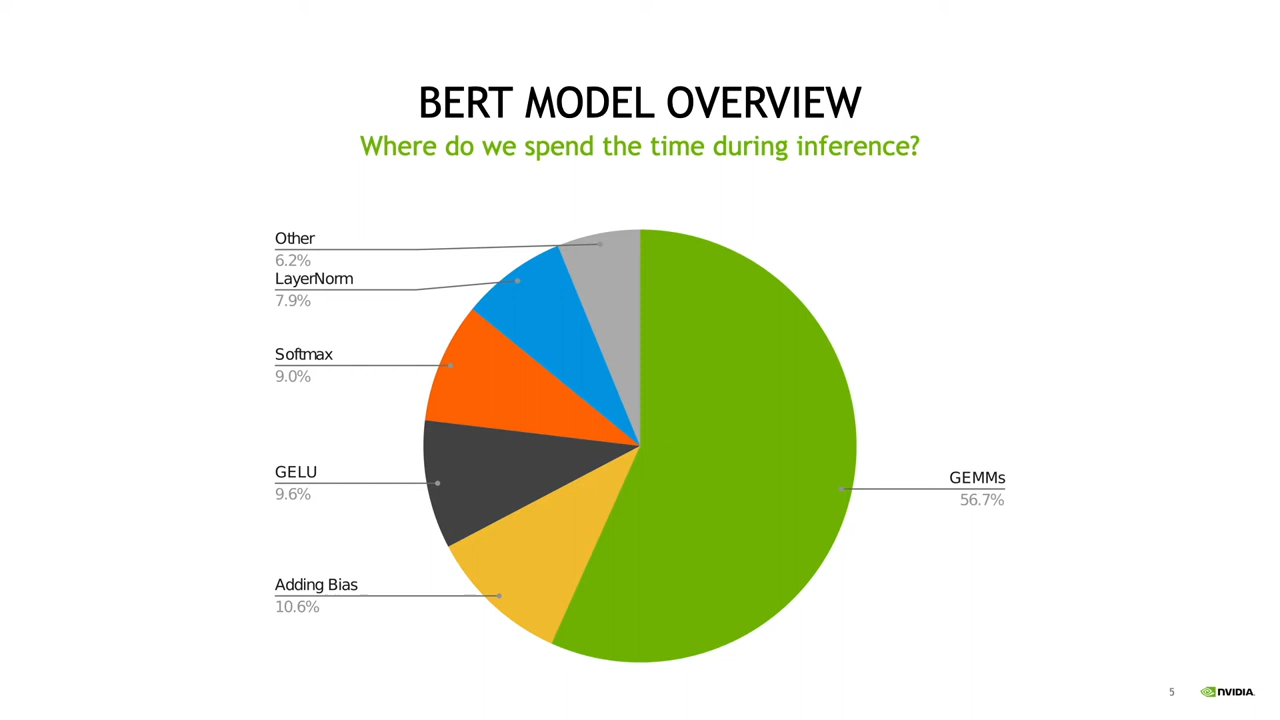 BERT MODEL OVERVIEW
Where do we spend the time during inference?
Other
6.2%
LayerNorm
7.9%
Softmax
9.0%
GELU
9.6%
Adding Bias
10.6%
GEMMs
56.7%
5
NVIDIA.